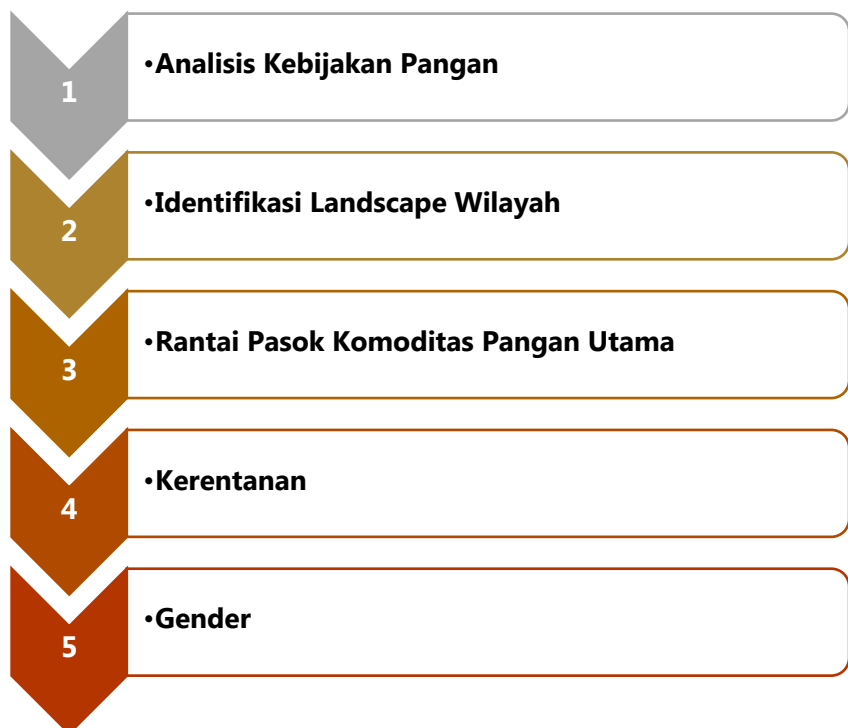 1
•Analisis Kebijakan Pangan
2
•Identifikasi Landscape Wilayah
3
•Rantai Pasok Komoditas Pangan Utama
4
•Kerentanan
5
•Gender